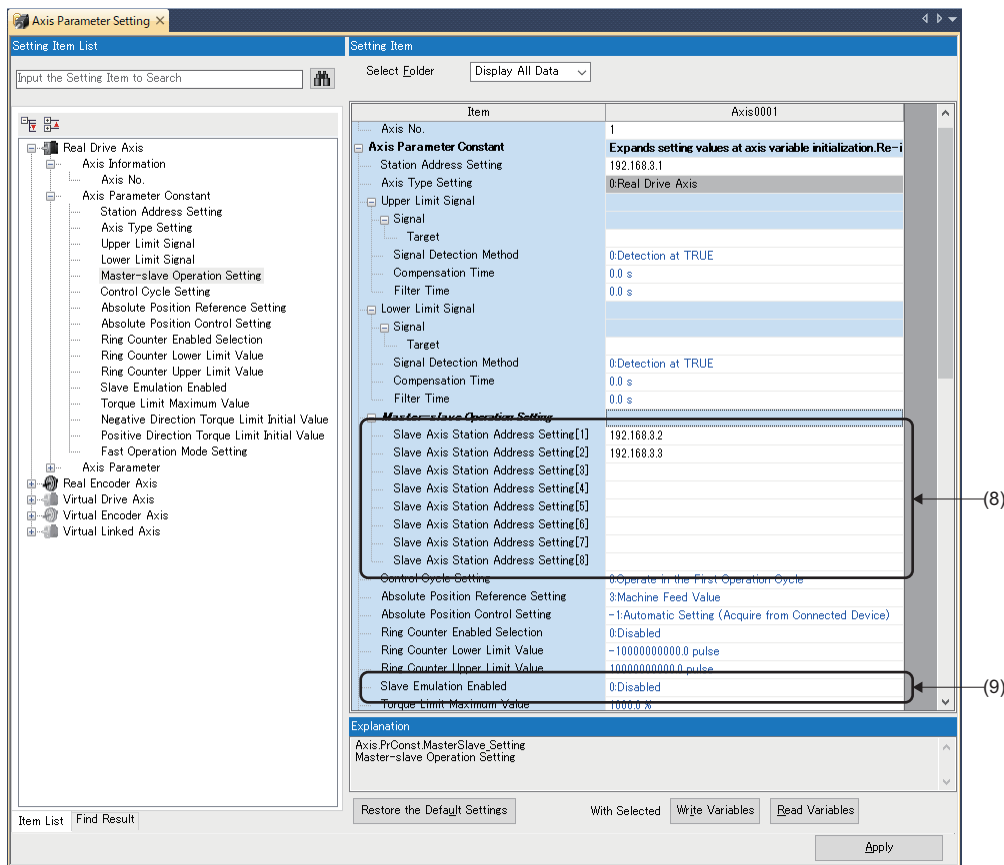 Axis Parameter Setting
Setting Item List
Input the Setting Item to Search
Real Drive Axis
Axis Information
Axis No.
Axis Parameter Constant
Station Address Setting
Axis Type Setting
Upper Limit Signal
Lower Limit Signal
Master-slave Operation Setting
Control Cycle Setting
Absolute Position Reference Setting
Absolute Position Control Setting
Ring Counter Enabled Selection
Ring Counter Lower Limit Value
Ring Counter Upper Limit Value
Slave Emulation Enabled
Torque Limit Maximum Value
Negative Direction Torque Limit Initial Value
Positive Direction Torque Limit Initial Value
Fast Operation Mode Setting
Axis Parameter
Real Encoder Axis
Virtual Drive Axis
Virtual Encoder Axis
Virtual Linked Axis
Item List Find Result
Setting Item
Select Folder Display All Data
Item Axis0001
Axis No. 1
Axis Parameter Constant Expands setting values at axis variable initialization.Re-i
Station Address Setting 192.168.3.1
Axis Type Setting 0:Real Drive Axis
Upper Limit Signal
Signal
Target
Signal Detection Method 0:Detection at TRUE
Compensation Time 0.0 s
Filter Time 0.0 s
Lower Limit Signal
Signal
Target
Signal Detection Method 0:Detection at TRUE
Compensation Time 0.0 s
Filter Time 0.0 s
Master-slave Operation Setting
Slave Axis Station Address Setting[1] 192.168.3.2
Slave Axis Station Address Setting[2] 192.168.3.3
Slave Axis Station Address Setting[3]
Slave Axis Station Address Setting[4]
Slave Axis Station Address Setting[5]
Slave Axis Station Address Setting[6]
Slave Axis Station Address Setting[7]
Slave Axis Station Address Setting[8]
(8)
Control Cycle Setting :Operate in the First Operation Cycle
Absolute Position Reference Setting 3:Machine Feed Value
Absolute Position Control Setting -1:Automatic Setting (Acquire from Connected Device)
Ring Counter Enabled Selection 0:Disabled
Ring Counter Lower Limit Value -10000000000.0 pulse
Ring Counter Upper Limit Value 10000000000.0 pulse
Slave Emulation Enabled 0:Disabled
(9)
Torque Limit Maximum Value 1000.0 %
Explanation
Axis.PrConst.MasterSlave_Setting
Master-slave Operation Setting
Restore the Default Settings With Selected Write Variables Read Variables
Apply